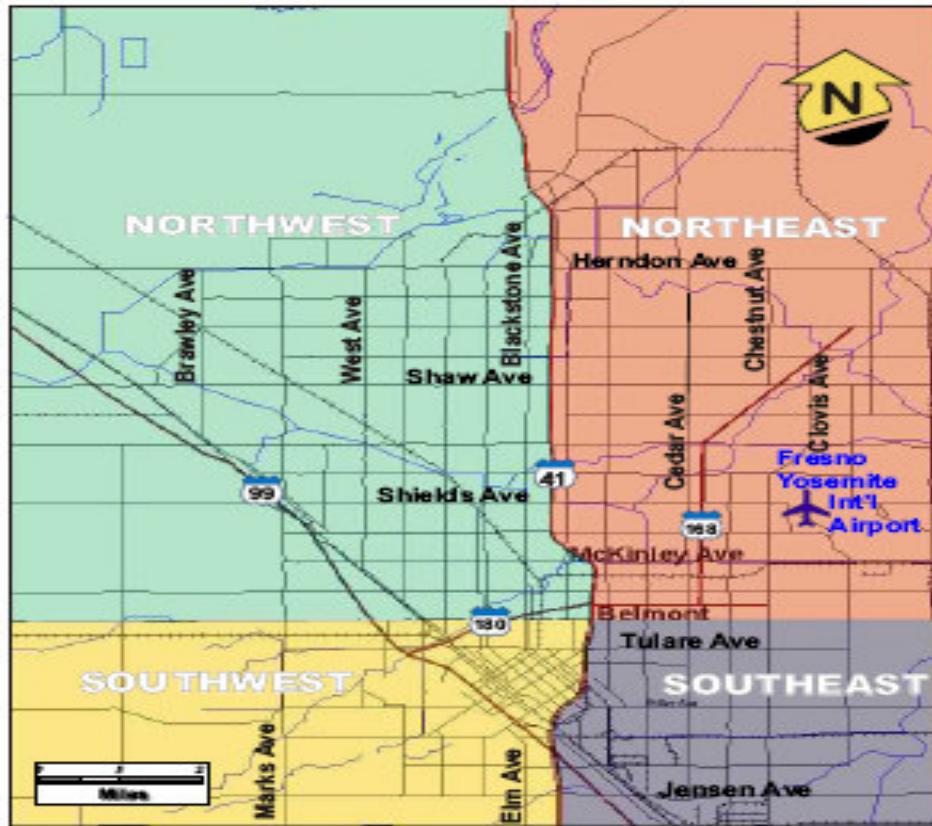 N
NORTHWEST
NORTHEAST
Herndon Ave
Brawley Ave
West Ave
Blackstone Ave
Chestnut Ave
Shaw Ave
Cedar Ave
Clovis Ave
Fresno
Yosemite
Int'l
Airport
99
Shields Ave
41
168
McKinley Ave
180
Belmont
Tulare Ave
SOUTHWEST
SOUTHEAST
Marks Ave
Elm Ave
Jensen Ave
Miles